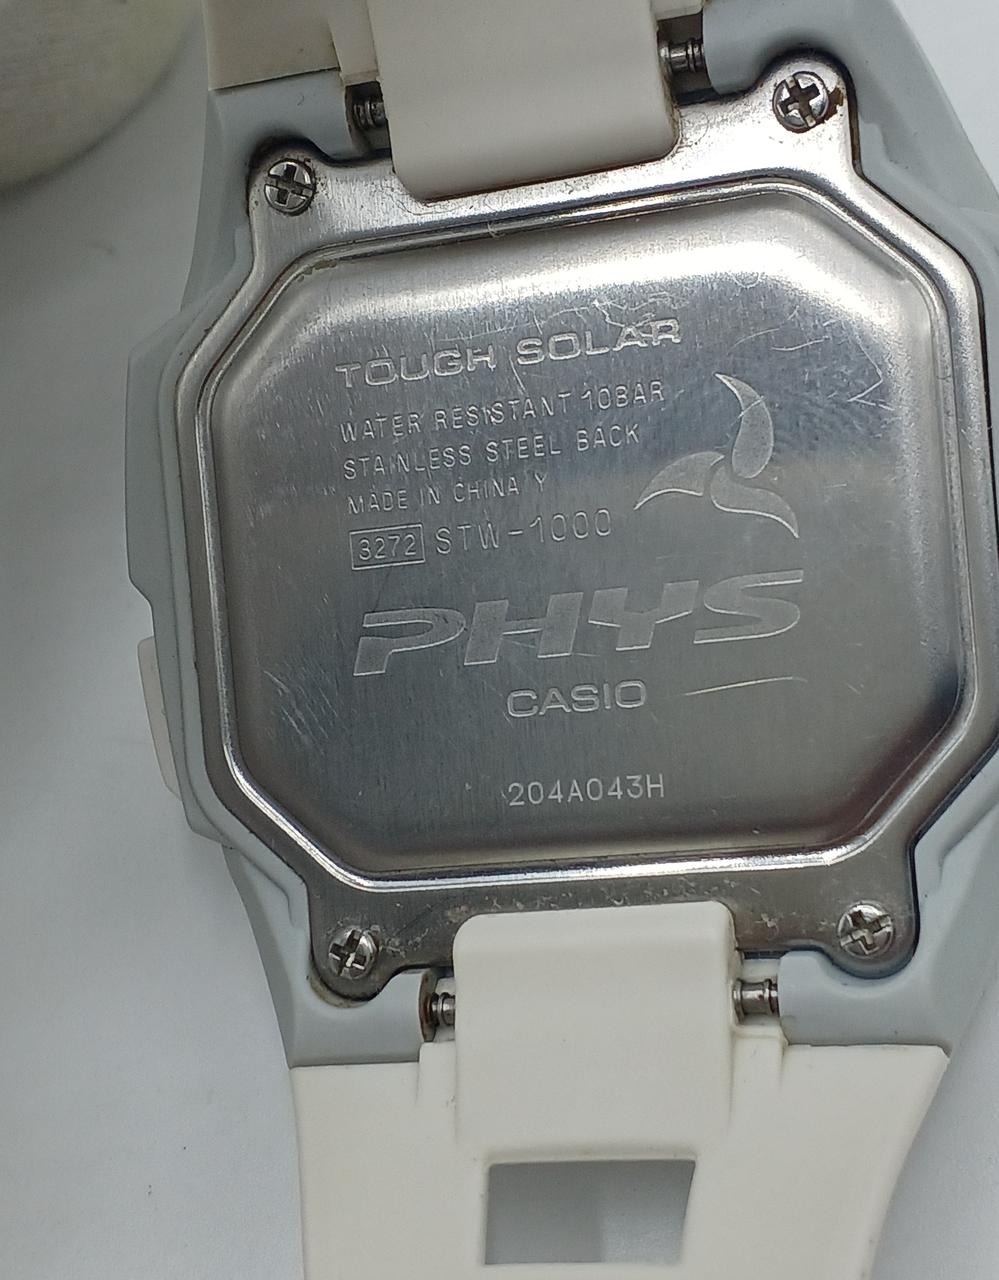 TOUGH SOLAR
WATER RESISTANT 10BAR
STAINLESS STEEL BACK
MADE IN CHINA Y
3272 STW-1000
PHYS
CASIO
204A043H